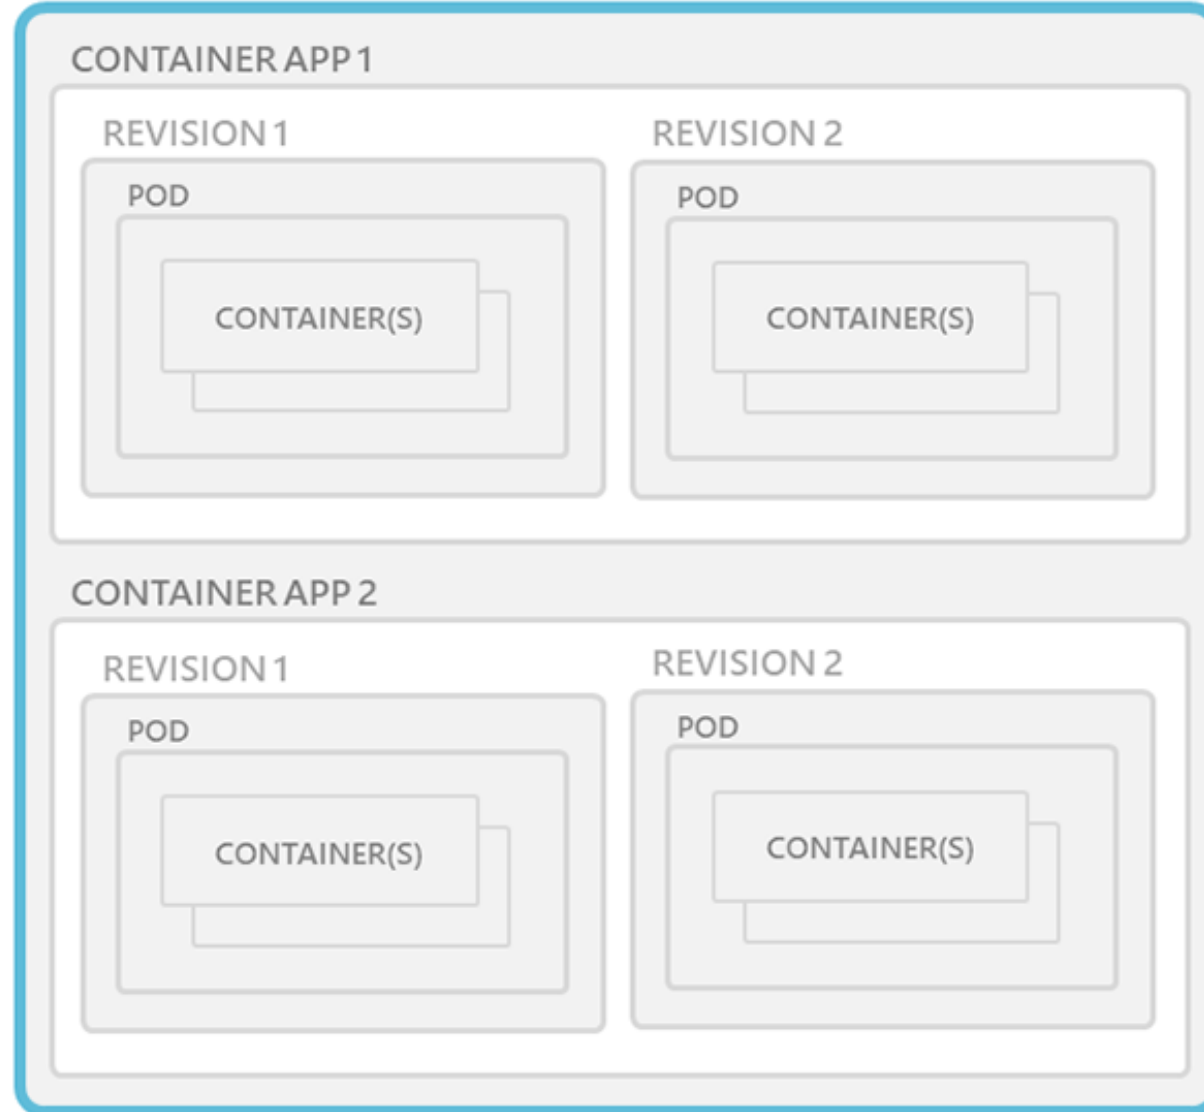 CONTAINER APP 1
REVISION 1
POD
CONTAINER(S)
REVISION 2
POD
CONTAINER(S)
CONTAINER APP 2
REVISION 1
POD
CONTAINER(S)
REVISION 2
POD
CONTAINER(S)